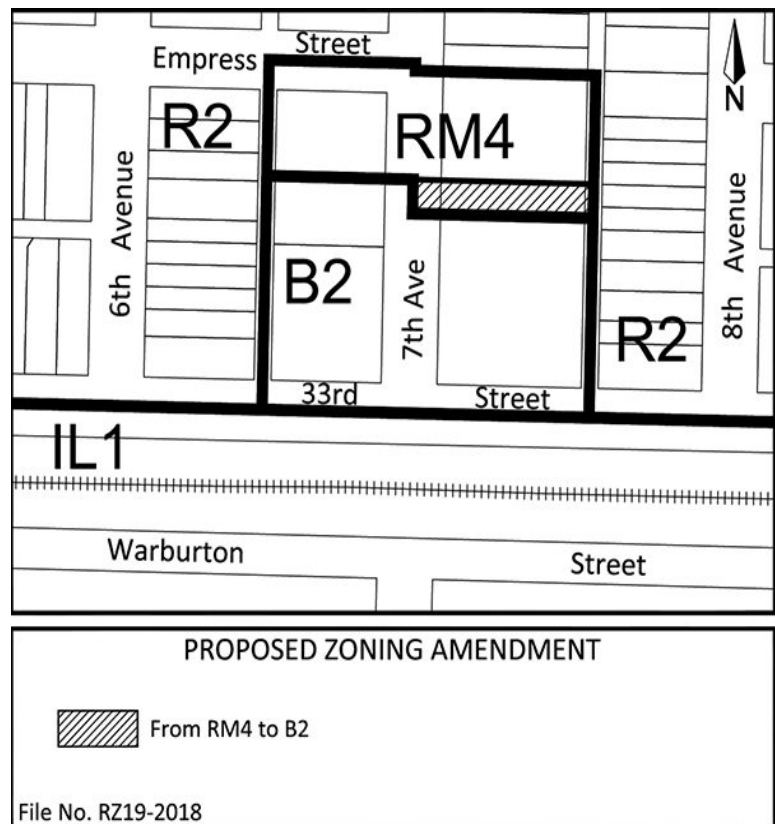 Empress Street
N
R2
RM4
6th Avenue
B2
7th Ave
8th Avenue
R2
33rd Street
IL1
Warburton Street
PROPOSED ZONING AMENDMENT
From RM4 to B2
File No. RZ19-2018